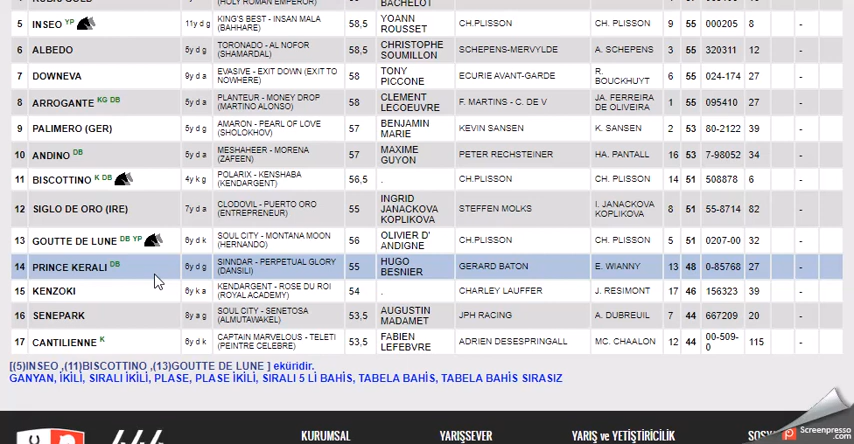 (HOLY ROMAN EMPEROR) BACHELOT
5 INSEO YP 11y d g KING'S BEST - INSAN MALA (BAHHARE) 58,5 YOANN ROUSSET CH.PLISSON CH. PLISSON 9 55 000205 8 -
6 ALBEDO 5y d g TORONADO - AL NOFOR (SHAMARDAL) 58,5 CHRISTOPHE SOUMILLON SCHEPENS-MERVYLDE A. SCHEPENS 3 55 320311 12 -
7 DOWNEVA 9y d a EVASIVE - EXIT DOWN (EXIT TO NOWHERE) 58 TONY PICCONE ECURIE AVANT-GARDE R. BOUCKHUYT 6 55 024-174 27 -
8 ARROGANTE KG DB 5y d a PLANTEUR - MONEY DROP (MARTINO ALONSO) 58 CLEMENT LECOEUVRE F. MARTINS - C. DE V JA. FERREIRA DE OLIVEIRA 1 55 095410 27 -
9 PALIMERO (GER) 5y d g AMARON - PEARL OF LOVE (SHOLOKHOV) 57 BENJAMIN MARIE KEVIN SANSEN K. SANSEN 2 53 80-2122 39 -
10 ANDINO DB 5y d a MESHAHEER - MORENA (ZAFEEN) 57 MAXIME GUYON PETER RECHSTEINER HA. PANTALL 16 53 7-98052 34 -
11 BISCOTTINO K DB 4y k g POLARIX - KENSHABA (KENDARGENT) 56,5 . CH.PLISSON CH. PLISSON 14 51 508878 6 -
12 SIGLO DE ORO (IRE) 7y d a CLODOVIL - PUERTO ORO (ENTREPRENEUR) 55 INGRID JANACKOVA KOPLIKOVA STEFFEN MOLKS I. JANACKOVA KOPLIKOVA 8 51 55-8714 82 -
13 GOUTTE DE LUNE DB YP 6y d k SOUL CITY - MONTANA MOON (HERNANDO) 56 OLIVIER D' ANDIGNE CH.PLISSON CH. PLISSON 5 51 0207-00 32 -
14 PRINCE KERALI DB 6y d g SINNDAR - PERPETUAL GLORY (DANSILI) 55 HUGO BESNIER GERARD BATON E. WIANNY 13 48 0-85768 27 -
15 KENZOKI 6y k a KENDARGENT - ROSE DU ROI (ROYAL ACADEMY) 54 . CHARLEY LAUFFER J. RESIMONT 17 46 156323 39 -
16 SENEPARK 8y a g SOUL CITY - SENETOSA (ALMUTAWAKEL) 53,5 AUGUSTIN MADAMET JPH RACING A. DUBREUIL 7 44 667209 20 -
17 CANTILIENNE K 6y d k CAPTAIN MARVELOUS - TELETI (PEINTRE CELEBRE) 53,5 FABIEN LEFEBVRE ADRIEN DESESPRINGALL MC. CHAALON 12 44 00-509-0 115 -
[(5)INSEO ,(11)BISCOTTINO ,(13)GOUTTE DE LUNE ] eküridir.
GANYAN, İKİLİ, SIRALI İKİLİ, PLASE, PLASE İKİLİ, SIRALI 5 Lİ BAHİS, TABELA BAHİS, TABELA BAHİS SIRASIZ
444 KURUMSAL YARIŞSEVER YARIŞ ve YETİŞTİRİCİLİK
Screenpresso.com